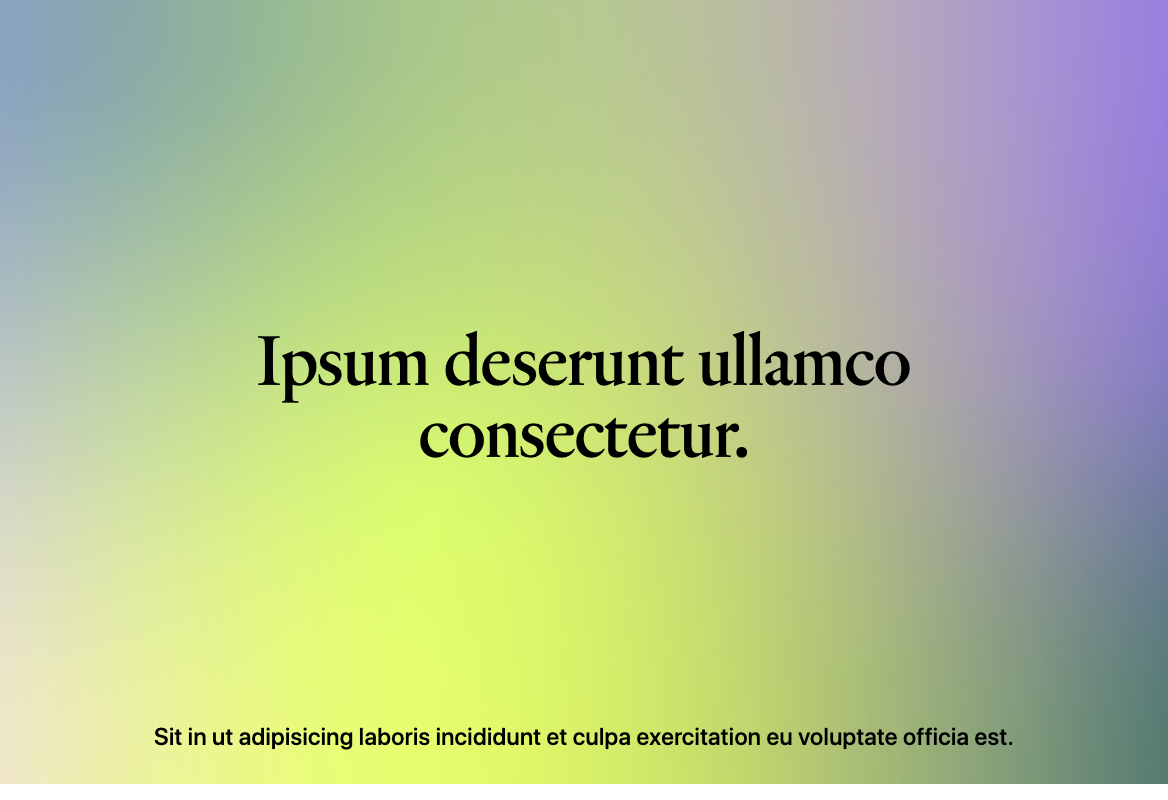 Ipsum deserunt ullamco
consectetur.
Sit in ut adipisicing laboris incididunt et culpa exercitation eu voluptate officia est.